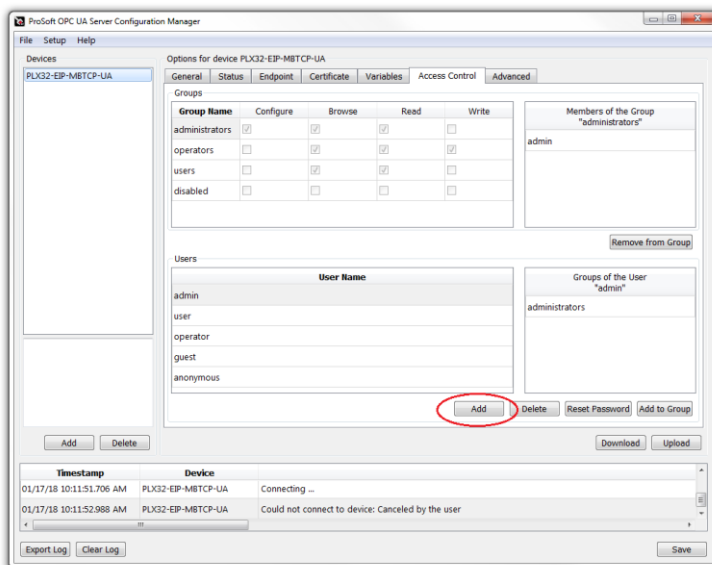 ProSoft OPC UA Server Configuration Manager
File Setup Help
Devices
PLX32-EIP-MBTCP-UA
Options for device PLX32-EIP-MBTCP-UA
General Status Endpoint Certificate Variables Access Control Advanced
Groups
Group Name Configure Browse Read Write
administrators
operators
users
disabled
Members of the Group
"administrators"
admin
Remove from Group
Users
User Name
admin
user
operator
guest
anonymous
Groups of the User
"admin"
administrators
Add Delete Reset Password Add to Group
Add Delete
Download Upload
Timestamp Device
01/17/18 10:11:51.706 AM PLX32-EIP-MBTCP-UA Connecting ...
01/17/18 10:11:52.988 AM PLX32-EIP-MBTCP-UA Could not connect to device: Canceled by the user
Export Log Clear Log Save